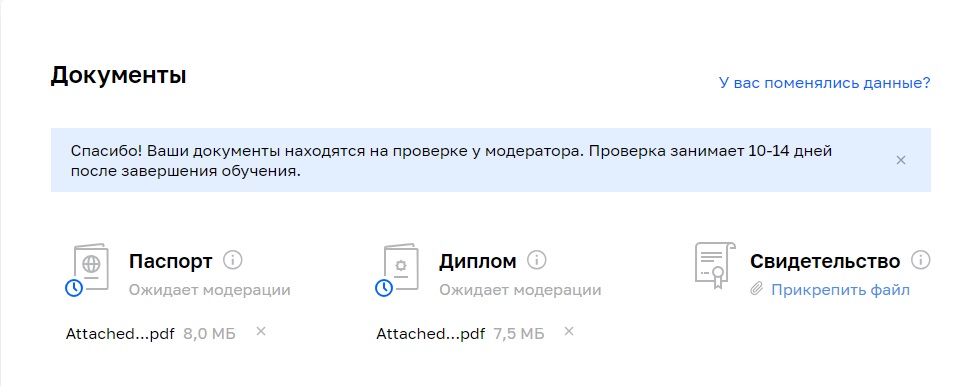 Документы
У вас поменялись данные?
Спасибо! Ваши документы находятся на проверке у модератора. Проверка занимает 10-14 дней
после завершения обучения.
Паспорт
Ожидает модерации
Attached...pdf 8,0 МБ
Диплом
Ожидает модерации
Attached...pdf 7,5 МБ
Свидетельство
Прикрепить файл